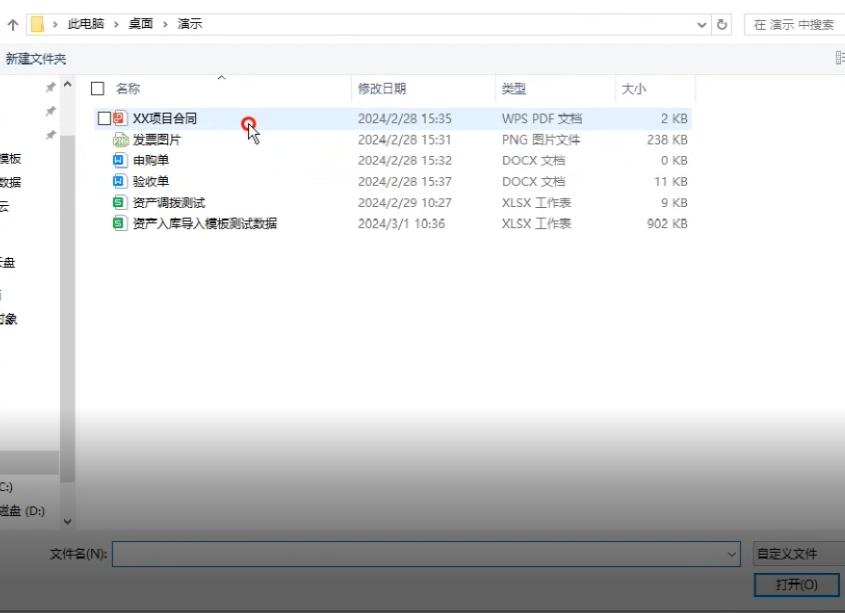 此电脑 › 桌面 › 演示 在 演示 中搜索
新建文件夹
名称 修改日期 类型 大小
XX项目合同 2024/2/28 15:35 WPS PDF 文档 2 KB
发票图片 2024/2/28 15:31 PNG 图片文件 238 KB
申购单 2024/2/28 15:32 DOCX 文档 0 KB
验收单 2024/2/28 15:37 DOCX 文档 11 KB
资产调拨测试 2024/2/29 10:27 XLSX 工作表 9 KB
资产入库导入模板测试数据 2024/3/1 10:36 XLSX 工作表 902 KB
模板
数据
云
云盘
对象
C:)
磁盘 (D:)
文件名(N): 自定义文件
打开(O)